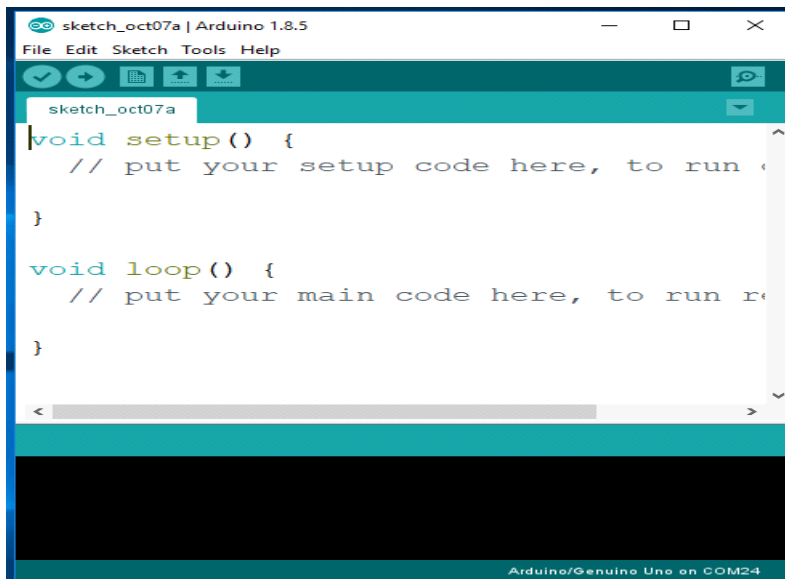 sketch_oct07a | Arduino 1.8.5
File Edit Sketch Tools Help
sketch_oct07a
void setup() {
// put your setup code here, to run
}
void loop() {
// put your main code here, to run
}
Arduino/Genuino Uno on COM24